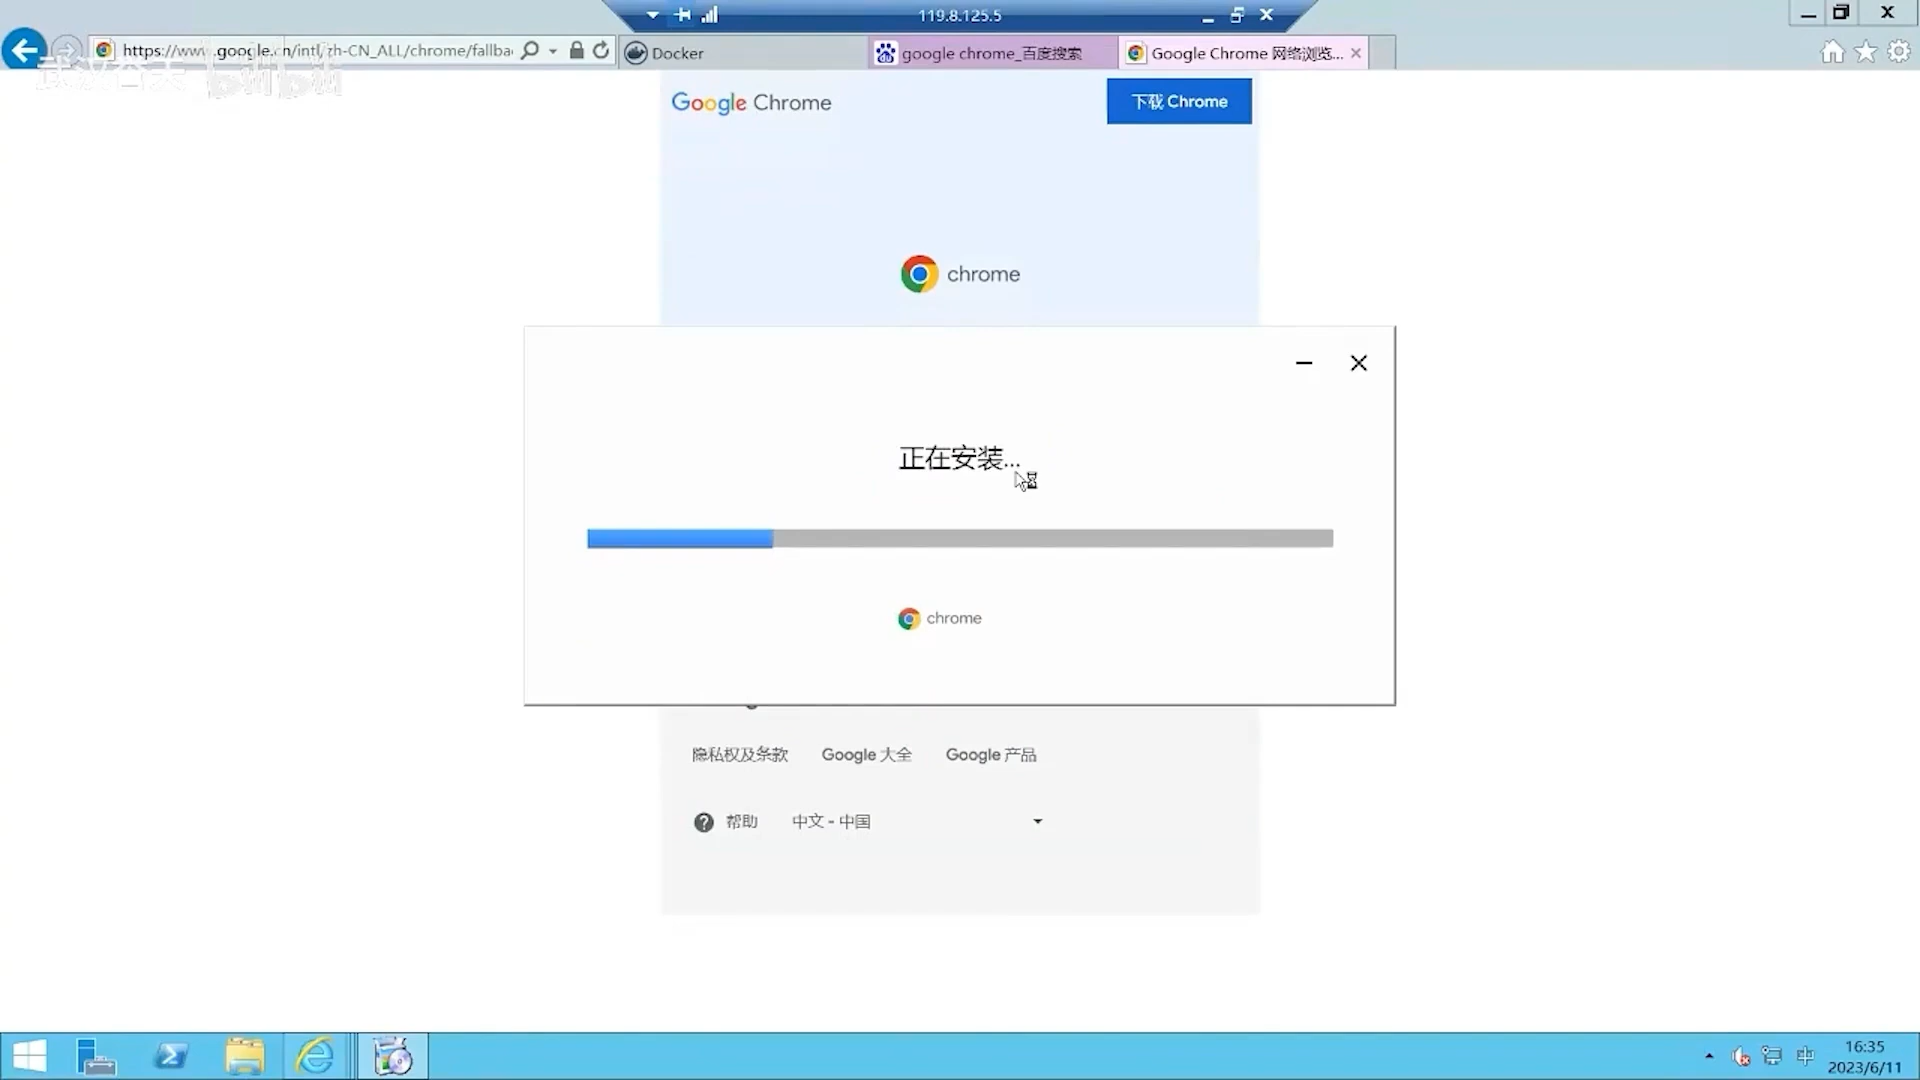 119.8.125.5
https://www.google.cn/intl/zh-CN_ALL/chrome/fallba
Docker
google chrome_百度搜索
Google Chrome 网络浏览...
bilibili
Google Chrome
下载 Chrome
chrome
正在安装...
chrome
隐私权及条款
Google 大全
Google 产品
帮助
中文 - 中国
中
16:35
2023/6/11